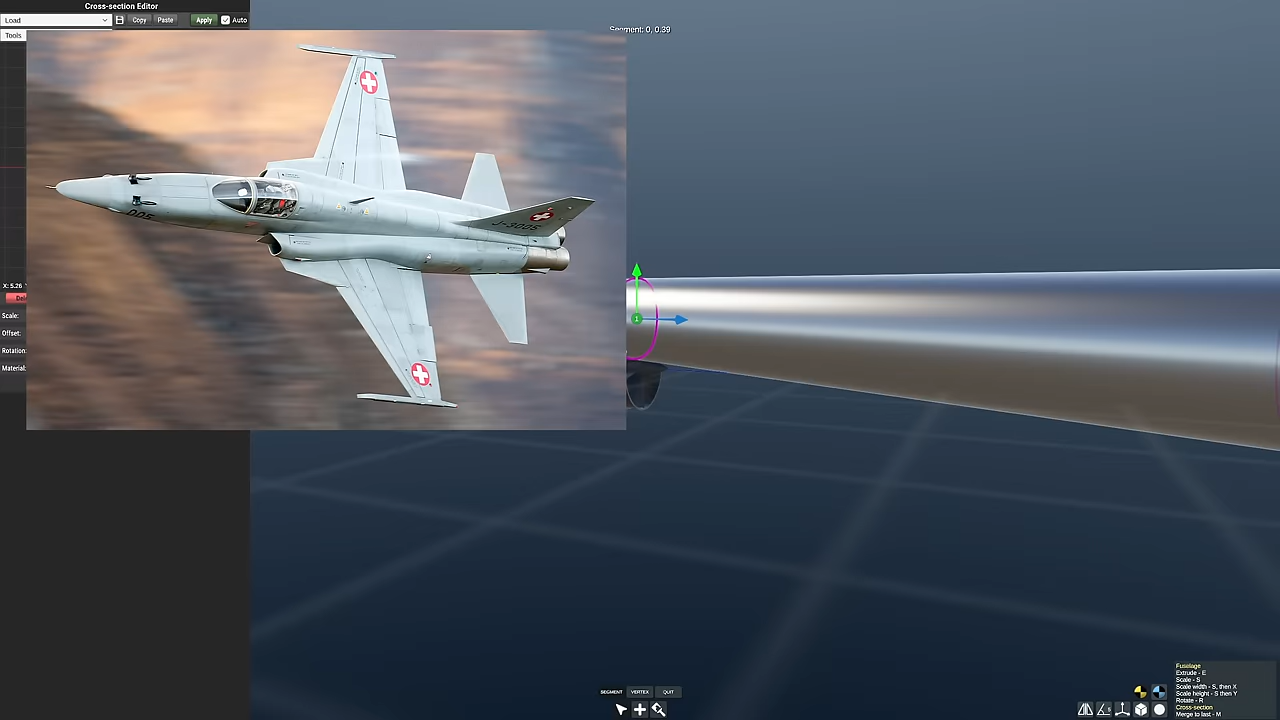 Cross-section Editor
Load
Copy
Paste
Apply
Auto
Tools
Segment: 0, 0.39
005
J-3005
X: 5.26
Scale:
Offset:
Rotation:
Material:
1
SEGMENT
VERTEX
QUIT
Fuselage
Extrude - E
Scale - S
Scale width - S, then X
Scale height - S then Y
Rotate - R
Cross-section
Merge to last - M